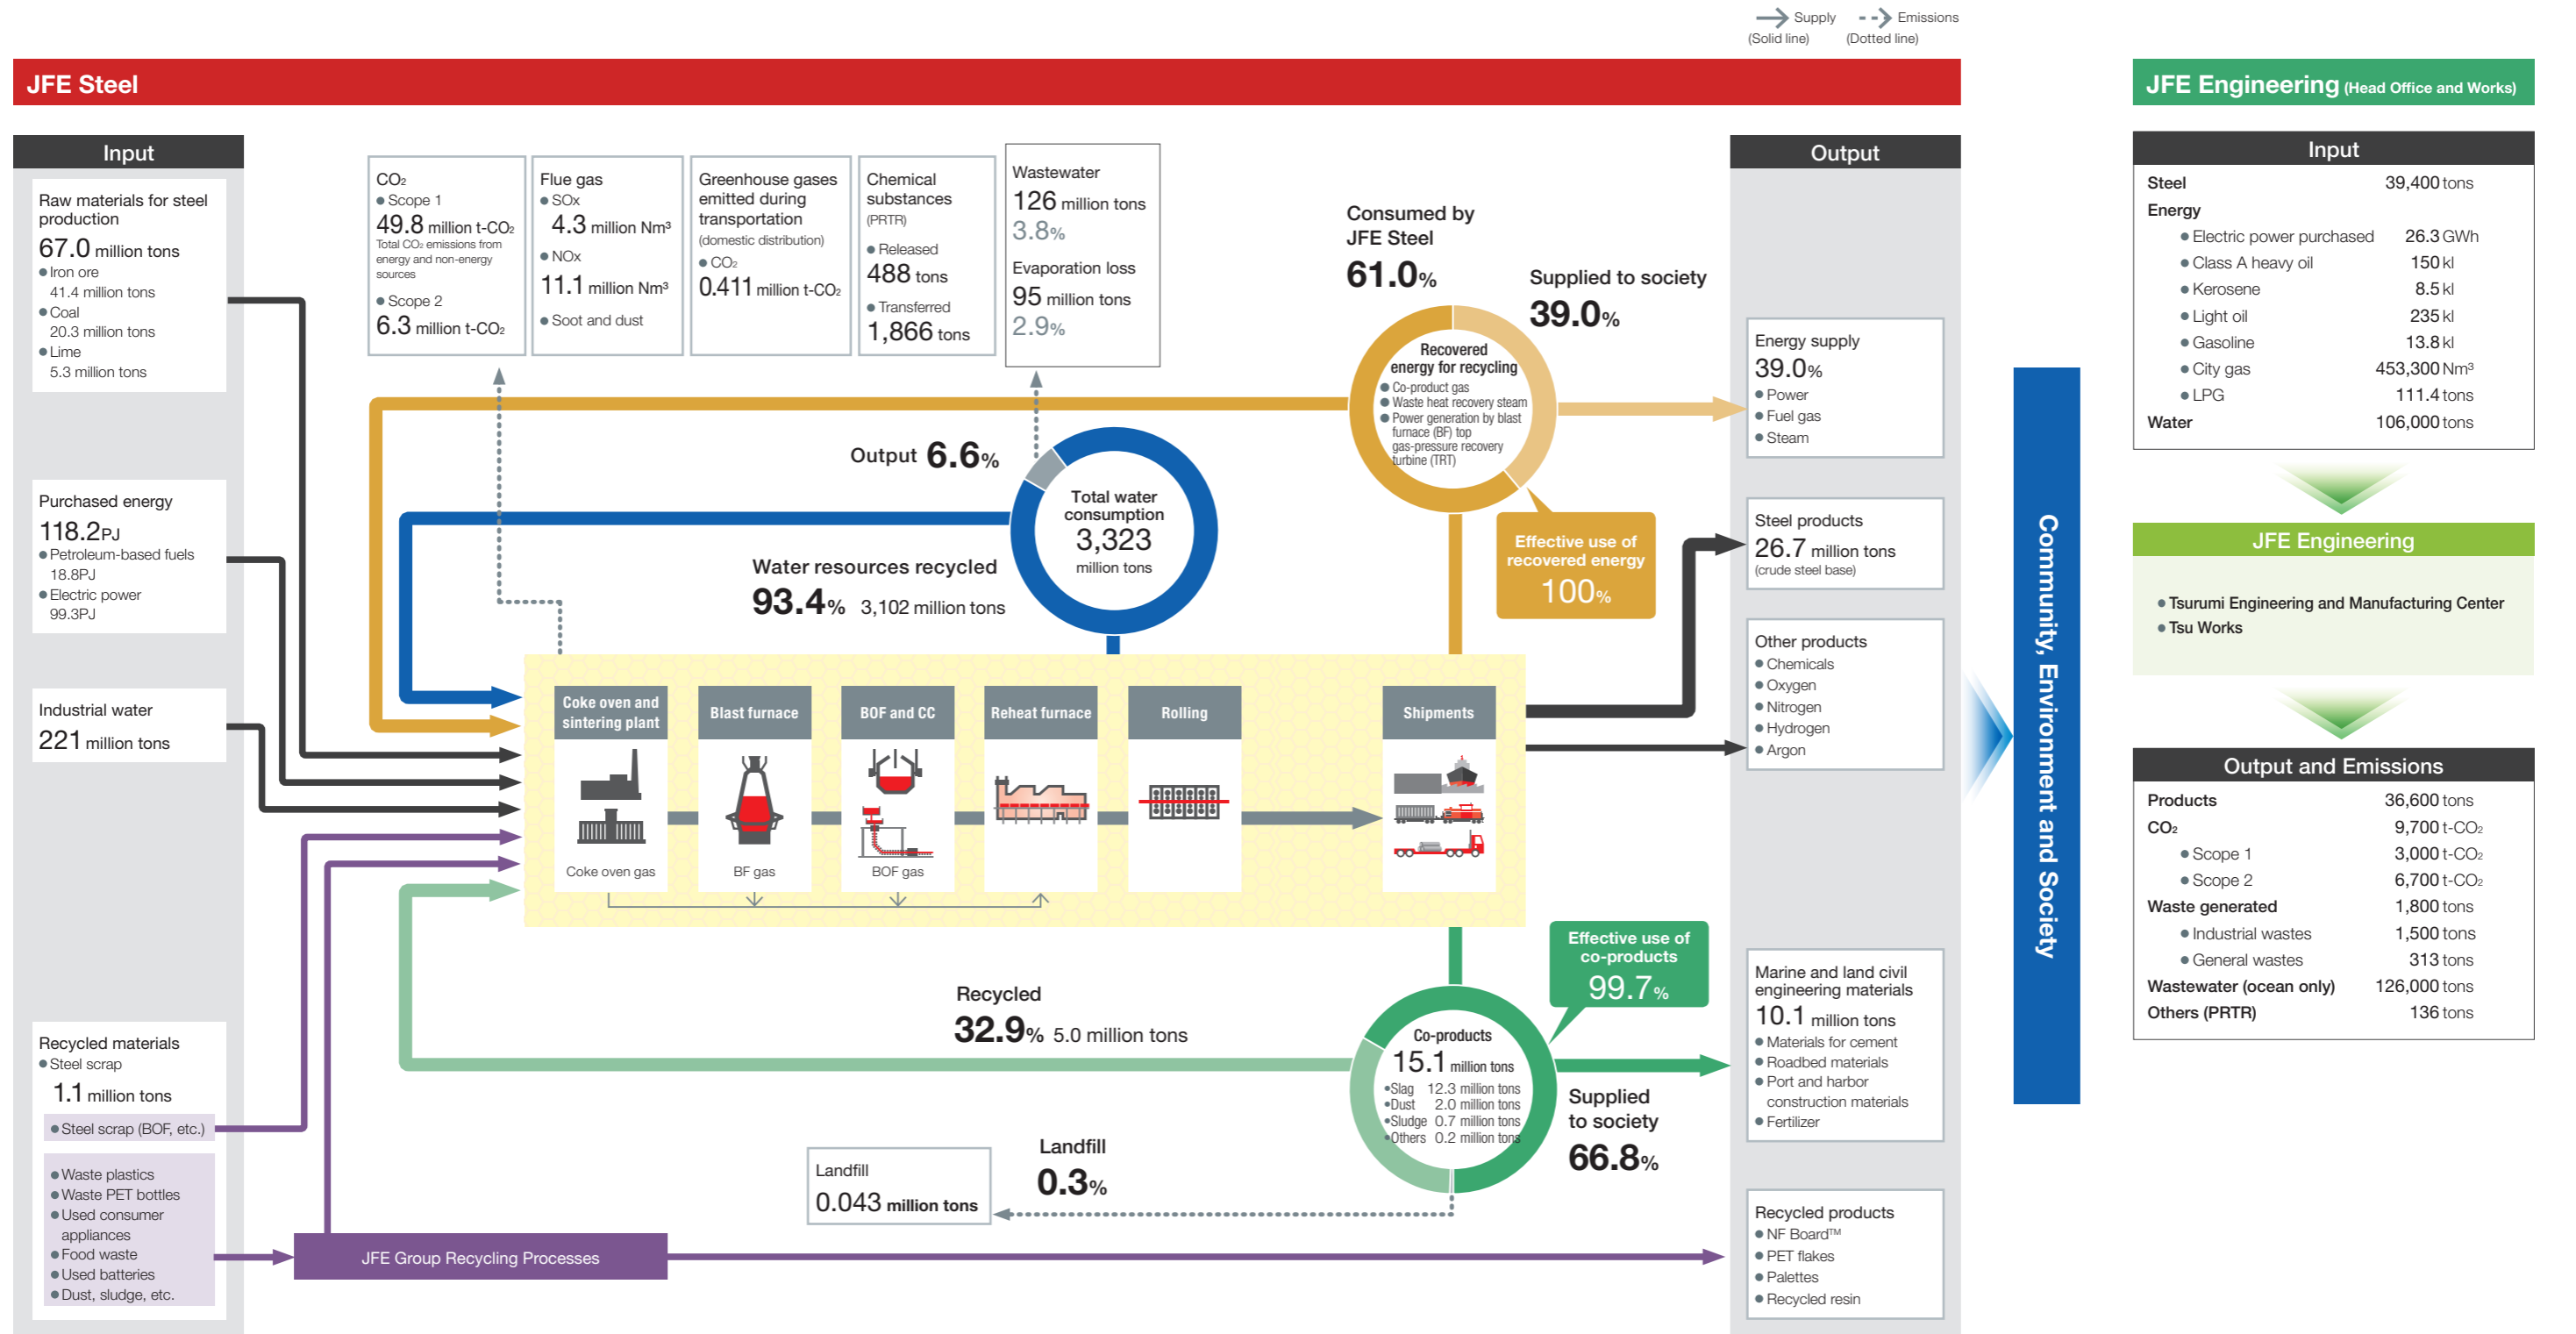 Supply
(Solid line)
Emissions
(Dotted line)
JFE Steel
Input
Raw materials for steel
production
67.0 million tons
● Iron ore
41.4 million tons
● Coal
20.3 million tons
● Lime
5.3 million tons
Purchased energy
118.2PJ
● Petroleum-based fuels
18.8PJ
● Electric power
99.3PJ
Industrial water
221 million tons
Recycled materials
● Steel scrap
1.1 million tons
● Steel scrap (BOF, etc.)
● Waste plastics
● Waste PET bottles
● Used consumer
appliances
● Food waste
● Used batteries
● Dust, sludge, etc.
JFE Group Recycling Processes
CO₂
● Scope 1
49.8 million t-CO₂
Total CO₂ emissions from
energy and non-energy
sources
● Scope 2
6.3 million t-CO₂
Flue gas
● SOx
4.3 million Nm³
● NOx
11.1 million Nm³
● Soot and dust
Greenhouse gases
emitted during
transportation
(domestic distribution)
● CO₂
0.411 million t-CO₂
Chemical
substances
(PRTR)
● Released
488 tons
● Transferred
1,866 tons
Wastewater
126 million tons
3.8%
Evaporation loss
95 million tons
2.9%
Consumed by
JFE Steel
61.0%
Supplied to society
39.0%
Recovered
energy for recycling
● Co-product gas
● Waste heat recovery steam
● Power generation by blast
furnace (BF) top
gas-pressure recovery
turbine (TRT)
Effective use of
recovered energy
100%
Output 6.6%
Total water
consumption
3,323
million tons
Water resources recycled
93.4% 3,102 million tons
Coke oven and
sintering plant
Coke oven gas
Blast furnace
BF gas
BOF and CC
BOF gas
Reheat furnace
Rolling
Shipments
Recycled
32.9% 5.0 million tons
Effective use of
co-products
99.7%
Co-products
15.1 million tons
●Slag 12.3 million tons
●Dust 2.0 million tons
●Sludge 0.7 million tons
●Others 0.2 million tons
Supplied
to society
66.8%
Landfill
0.3%
Landfill
0.043 million tons
Output
Energy supply
39.0%
● Power
● Fuel gas
● Steam
Steel products
26.7 million tons
(crude steel base)
Other products
● Chemicals
● Oxygen
● Nitrogen
● Hydrogen
● Argon
Marine and land civil
engineering materials
10.1 million tons
● Materials for cement
● Roadbed materials
● Port and harbor
construction materials
● Fertilizer
Recycled products
● NF Board™
● PET flakes
● Palettes
● Recycled resin
Community, Environment and Society
JFE Engineering (Head Office and Works)
Input
Steel 39,400 tons
Energy
● Electric power purchased 26.3 GWh
● Class A heavy oil 150 kl
● Kerosene 8.5 kl
● Light oil 235 kl
● Gasoline 13.8 kl
● City gas 453,300 Nm³
● LPG 111.4 tons
Water 106,000 tons
JFE Engineering
● Tsurumi Engineering and Manufacturing Center
● Tsu Works
Output and Emissions
Products 36,600 tons
CO₂ 9,700 t-CO₂
● Scope 1 3,000 t-CO₂
● Scope 2 6,700 t-CO₂
Waste generated 1,800 tons
● Industrial wastes 1,500 tons
● General wastes 313 tons
Wastewater (ocean only) 126,000 tons
Others (PRTR) 136 tons